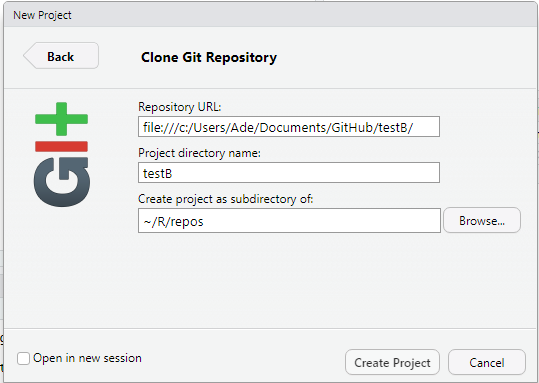 New Project
Back
Clone Git Repository
git
Repository URL:
file:///c:/Users/Ade/Documents/GitHub/testB/
Project directory name:
testB
Create project as subdirectory of:
~/R/repos
Browse...
Open in new session
Create Project
Cancel